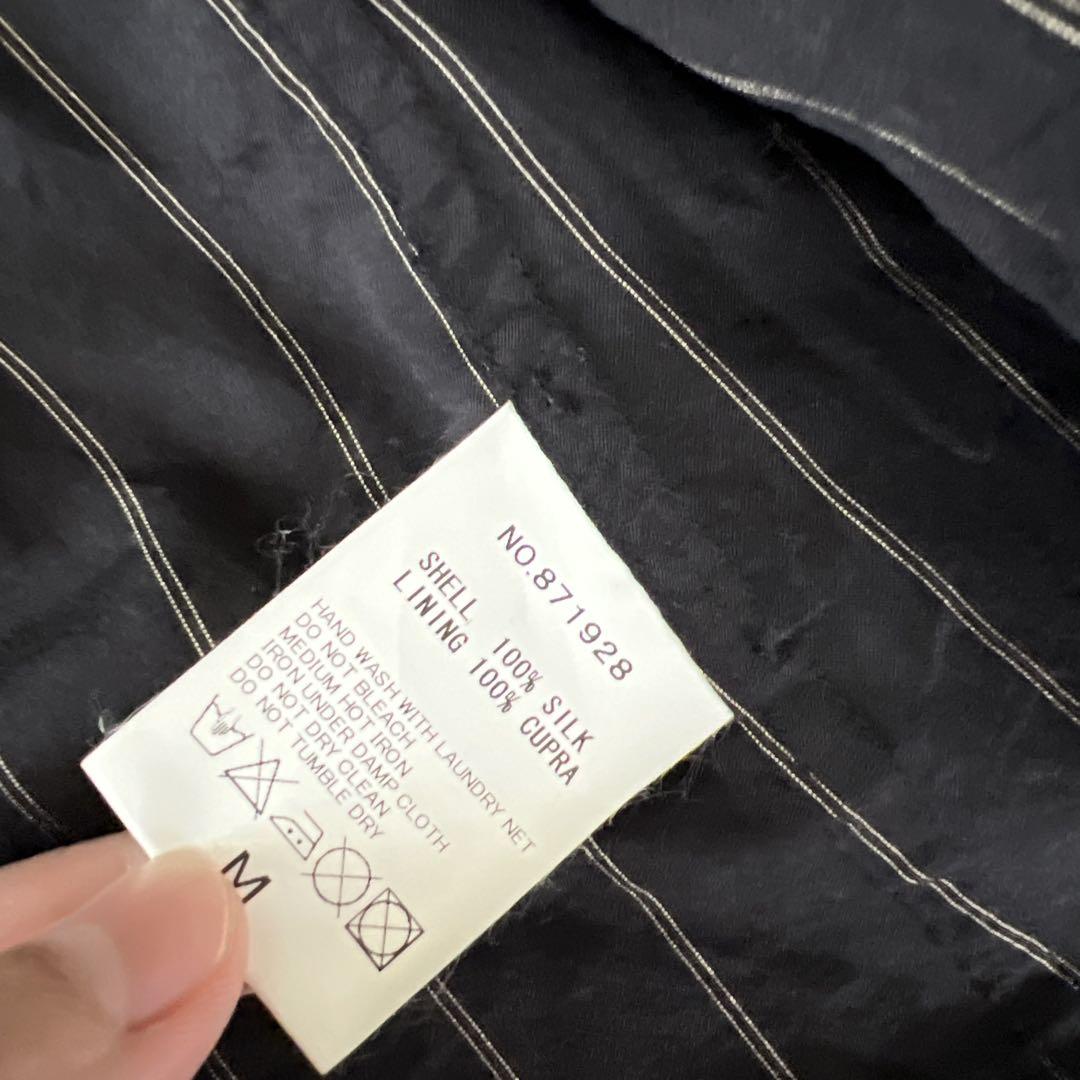 NO.871928
SHELL 100% SILK
LINING 100% CUPRA
HAND WASH WITH LAUNDRY NET
DO NOT BLEACH
MEDIUM HOT IRON
IRON UNDER DAMP CLOTH
DO NOT DRY CLEAN
DO NOT TUMBLE DRY
M